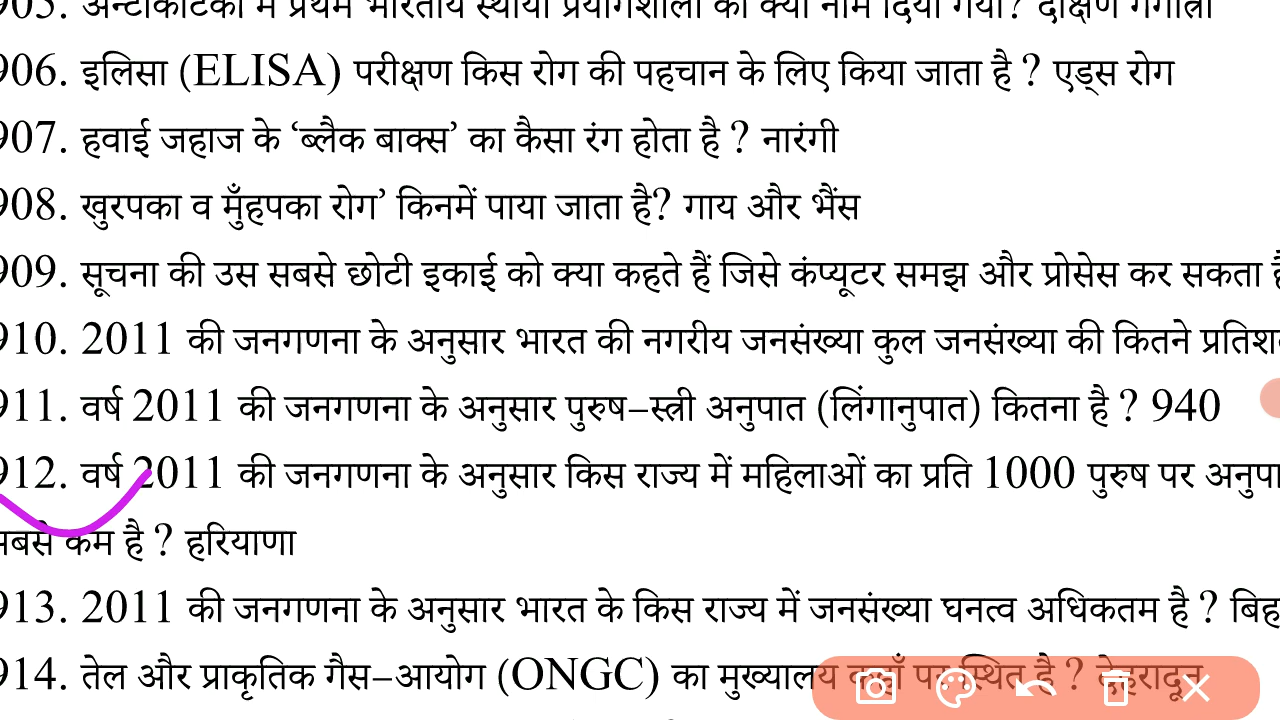 905. अन्टार्कटिका में प्रथम भारतीय स्थायी प्रयोगशाला को क्या नाम दिया गया? दक्षिण गंगोत्री
906. इलिसा (ELISA) परीक्षण किस रोग की पहचान के लिए किया जाता है ? एड्स रोग
907. हवाई जहाज के ‘ब्लैक बाक्स’ का कैसा रंग होता है ? नारंगी
908. खुरपका व मुँहपका रोग’ किनमें पाया जाता है? गाय और भैंस
909. सूचना की उस सबसे छोटी इकाई को क्या कहते हैं जिसे कंप्यूटर समझ और प्रोसेस कर सकता है
910. 2011 की जनगणना के अनुसार भारत की नगरीय जनसंख्या कुल जनसंख्या की कितने
911. वर्ष 2011 की जनगणना के अनुसार पुरुष–स्त्री अनुपात (लिंगानुपात) कितना है ? 940
912. वर्ष 2011 की जनगणना के अनुसार किस राज्य में महिलाओं का प्रति 1000 पुरुष पर
सबसे कम है ? हरियाणा
913. 2011 की जनगणना के अनुसार भारत के किस राज्य में जनसंख्या घनत्व अधिकतम है ?
914. तेल और प्राकृतिक गैस–आयोग (ONGC) का मुख्यालय कहाँ पर स्थित है ? देहरादून